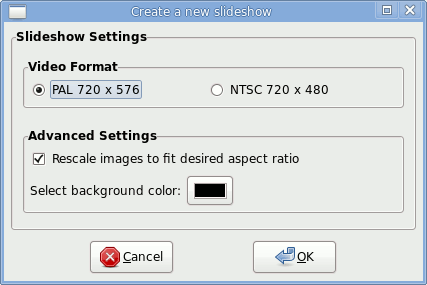 Create a new slideshow
Slideshow Settings
Video Format
PAL 720 x 576 NTSC 720 x 480
Advanced Settings
Rescale images to fit desired aspect ratio
Select background color:
Cancel OK